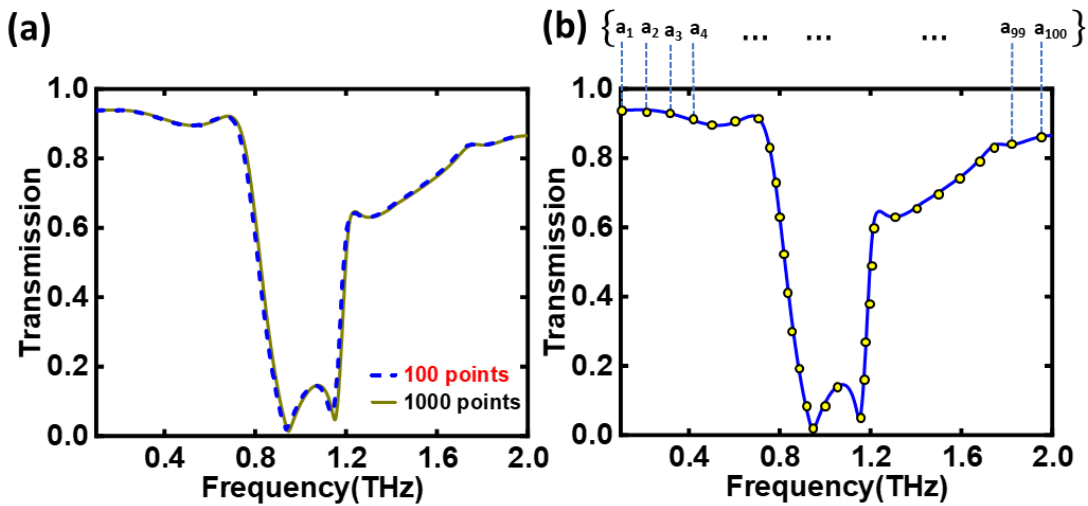 (a)
Transmission
1.0
0.8
0.6
0.4
0.2
0.0
100 points
1000 points
0.4 0.8 1.2 1.6 2.0
Frequency(THz)
(b)
{a1 a2 a3 a4 ... ... ... a99 a100}
Transmission
1.0
0.8
0.6
0.4
0.2
0.0
0.4 0.8 1.2 1.6 2.0
Frequency(THz)